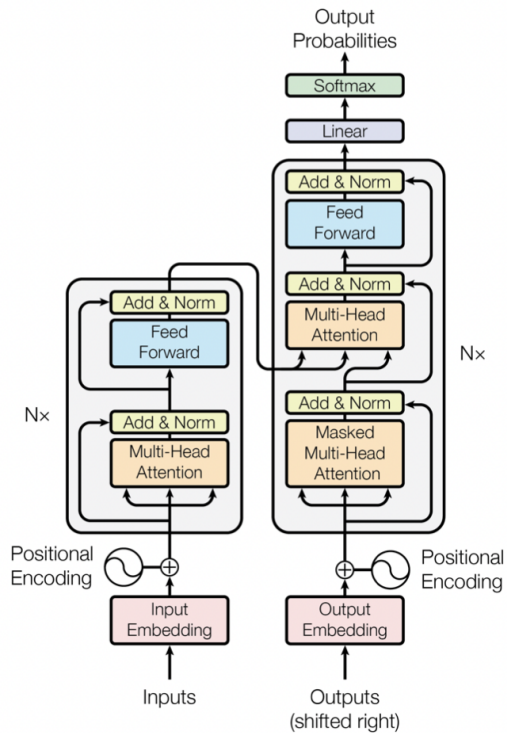 Output
Probabilities
Softmax
Linear
Add & Norm
Feed
Forward
Add & Norm
Multi-Head
Attention
Add & Norm
Masked
Multi-Head
Attention
N×
Add & Norm
Feed
Forward
Add & Norm
Multi-Head
Attention
N×
Positional
Encoding
Input
Embedding
Inputs
Positional
Encoding
Output
Embedding
Outputs
(shifted right)